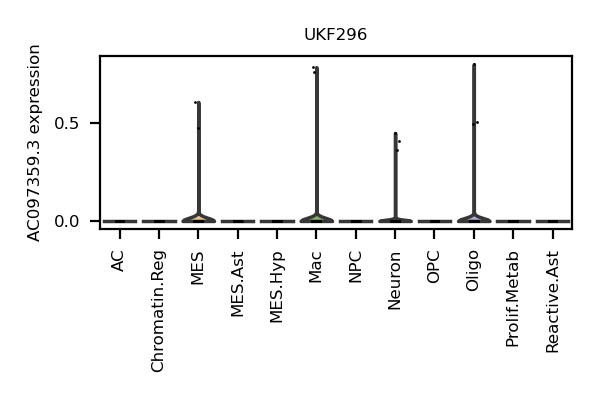 UKF296
AC097359.3 expression
0.5
0.0
AC
Chromatin.Reg
MES
MES.Ast
MES.Hyp
Mac
NPC
Neuron
OPC
Oligo
Prolif.Metab
Reactive.Ast